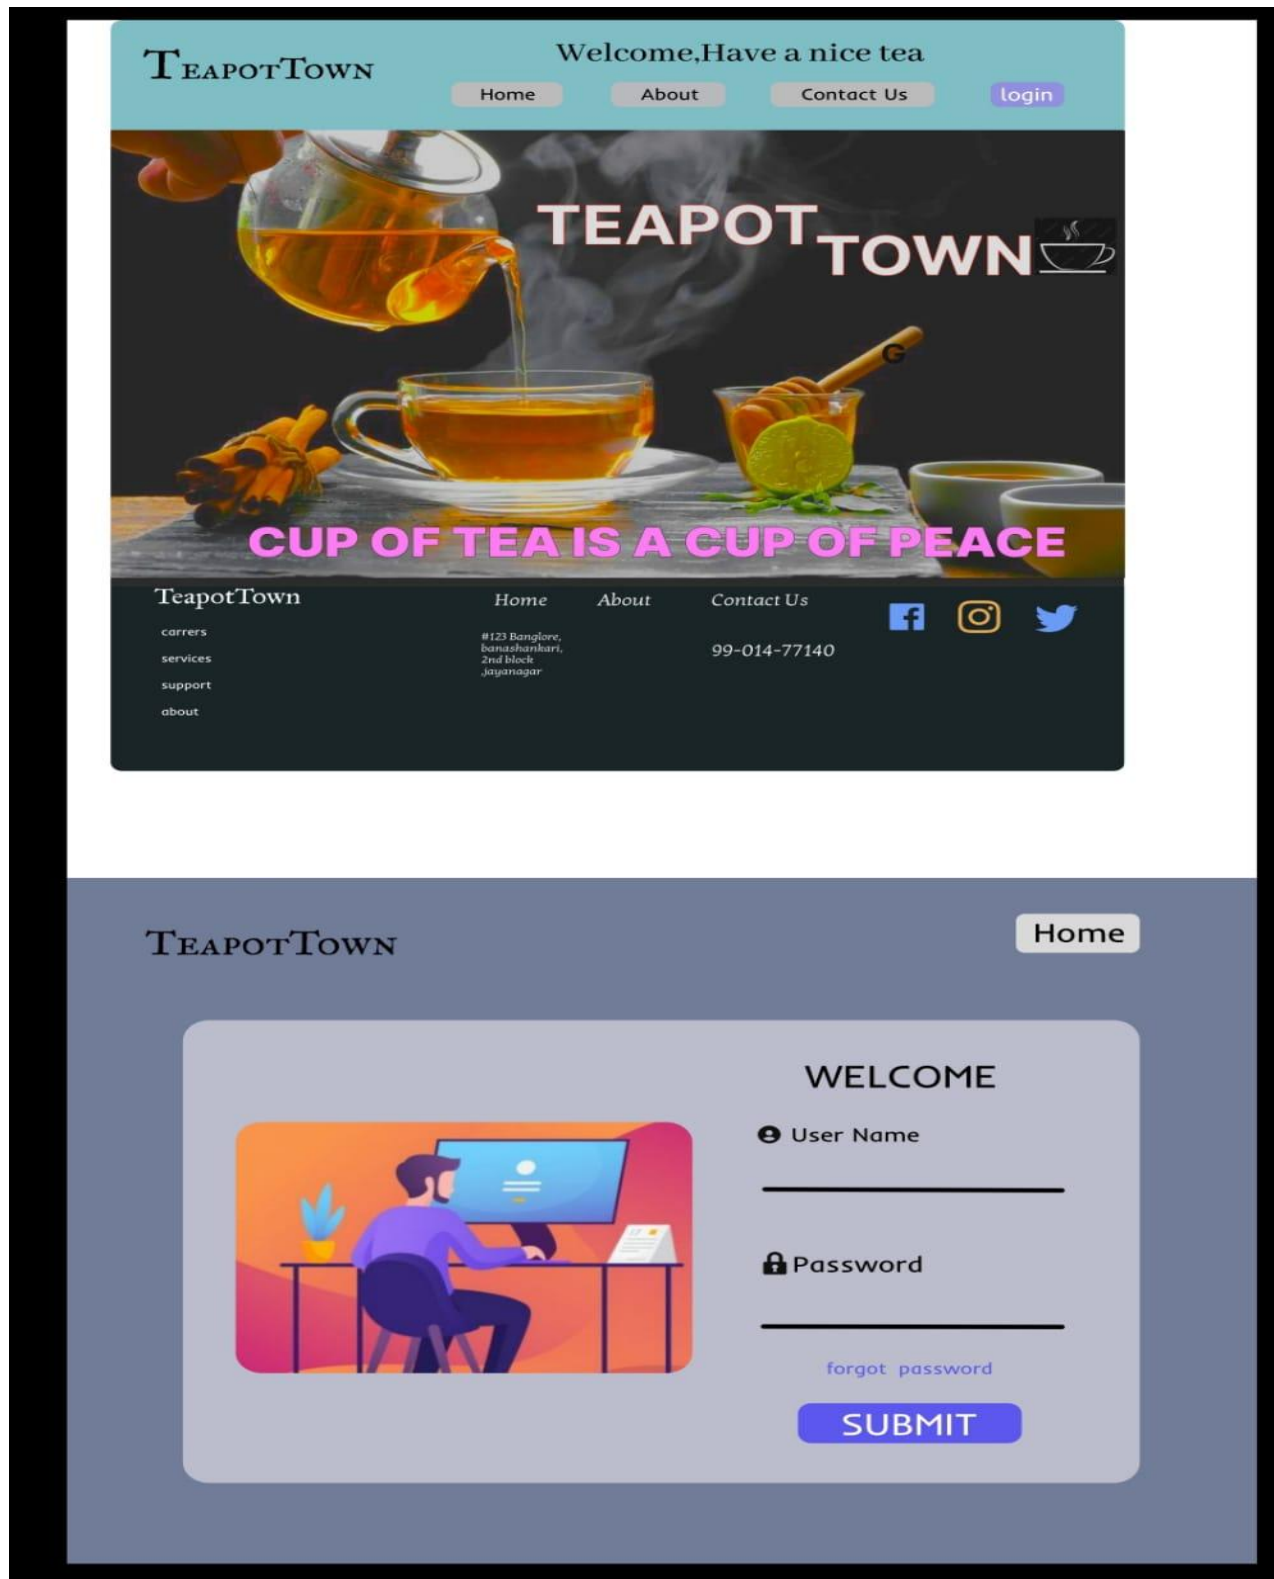 TEAPOTTOWN
Welcome,Have a nice tea
Home About Contact Us login
TEAPOT
TOWN
G
CUP OF TEA IS A CUP OF PEACE
TeapotTown
carrers
services
support
about
Home About Contact Us
#123 Banglore,
banashankari,
2nd block
,jayanagar
99-014-77140
TEAPOTTOWN
Home
WELCOME
User Name
Password
forgot password
SUBMIT